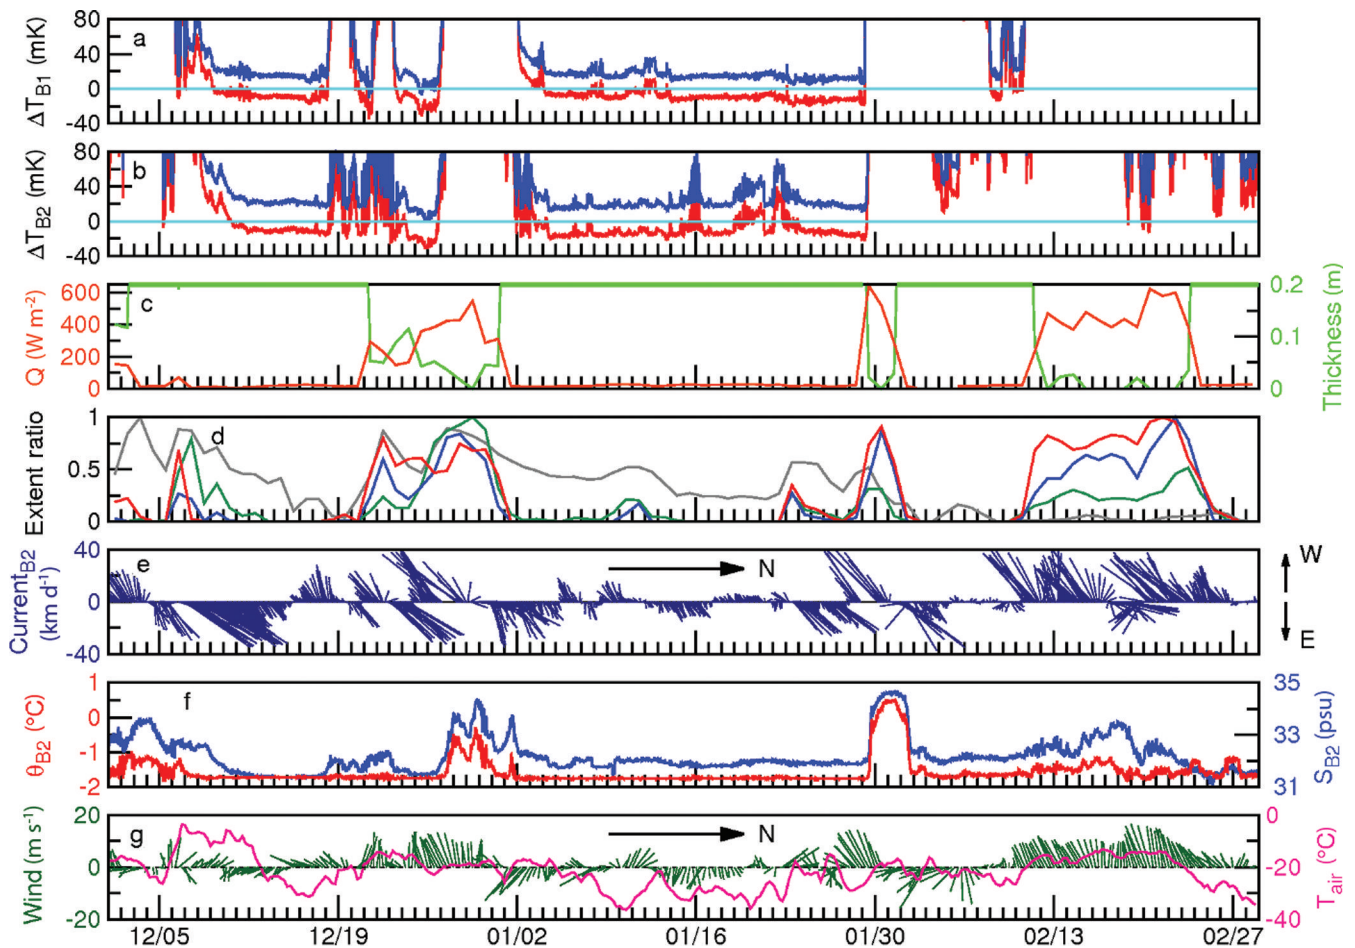 a
ΔT_B1 (mK)
80
40
0
-40
b
ΔT_B2 (mK)
80
40
0
-40
c
Q (W m⁻²)
600
400
200
0
Thickness (m)
0.2
0.1
0
d
Extent ratio
1
0.5
0
e
Current_B2
(km d⁻¹)
40
0
-40
N
W
E
f
θ_B2 (°C)
1
0
-1
-2
S_B2 (psu)
35
33
31
g
Wind (m s⁻¹)
20
0
-20
N
T_air (°C)
0
-20
-40
12/05 12/19 01/02 01/16 01/30 02/13 02/27